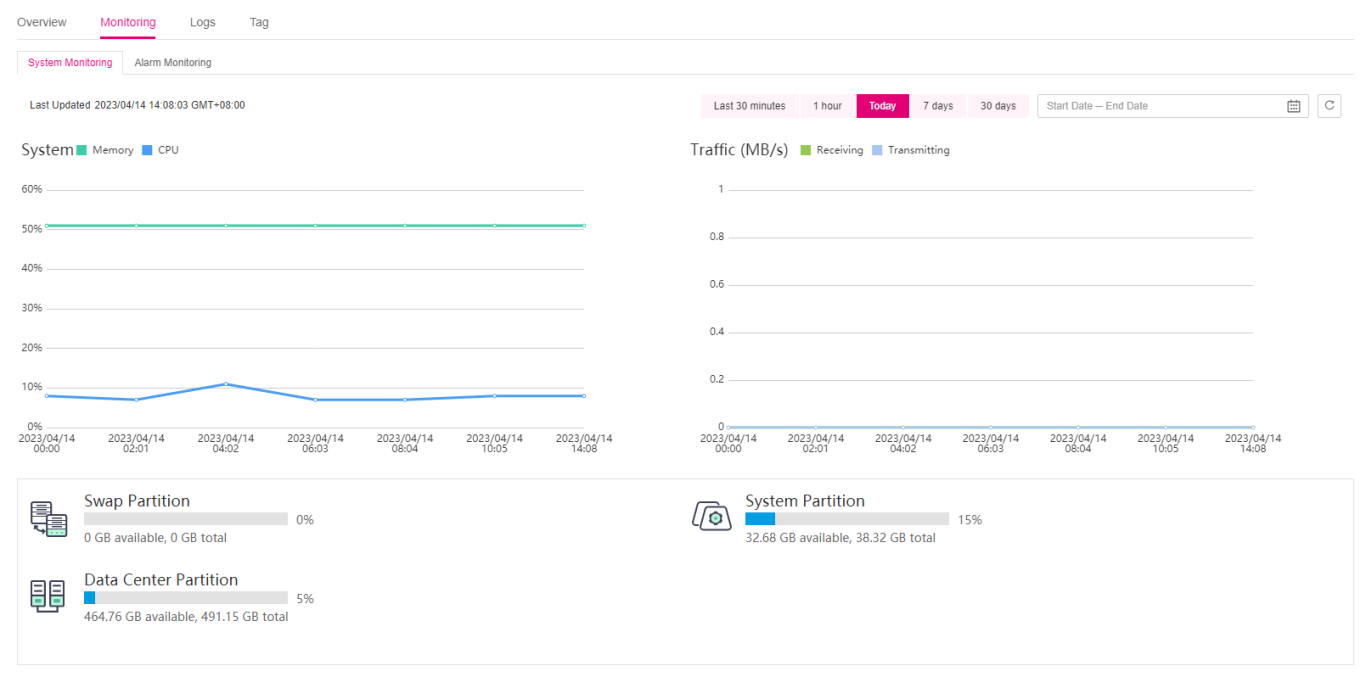 Overview Monitoring Logs Tag
System Monitoring Alarm Monitoring
Last Updated 2023/04/14 14:08:03 GMT+08:00 Last 30 minutes 1 hour Today 7 days 30 days Start Date — End Date
System Memory CPU
60%
50%
40%
30%
20%
10%
0%
2023/04/14 2023/04/14 2023/04/14 2023/04/14 2023/04/14 2023/04/14 2023/04/14
00:00 02:01 04:02 06:03 08:04 10:05 14:08
Traffic (MB/s) Receiving Transmitting
1
0.8
0.6
0.4
0.2
0
2023/04/14 2023/04/14 2023/04/14 2023/04/14 2023/04/14 2023/04/14 2023/04/14
00:00 02:01 04:02 06:03 08:04 10:05 14:08
Swap Partition
0%
0 GB available, 0 GB total
System Partition
15%
32.68 GB available, 38.32 GB total
Data Center Partition
5%
464.76 GB available, 491.15 GB total